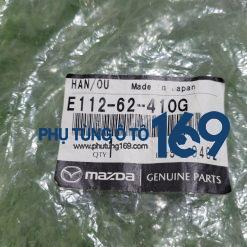 HAN/OU Made in Japan
E112-62-410G
PHỤ TÙNG Ô TÔ 169
www.phutung169.com
QTY
mazda GENUINE PARTS